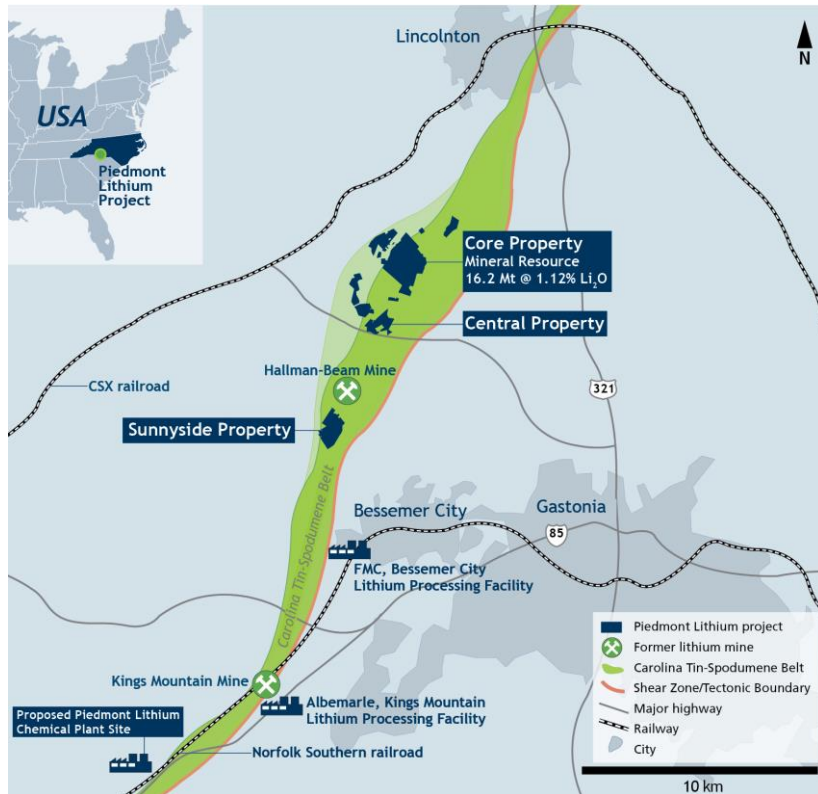 Lincolnton
N
USA
Piedmont
Lithium
Project
Core Property
Mineral Resource
16.2 Mt @ 1.12% Li₂O
Central Property
Hallman-Beam Mine
CSX railroad
321
Sunnyside Property
Carolina Tin-Spodumene Belt
Bessemer City
Gastonia
85
FMC, Bessemer City
Lithium Processing Facility
Kings Mountain Mine
Albemarle, Kings Mountain
Lithium Processing Facility
Proposed Piedmont Lithium
Chemical Plant Site
Norfolk Southern railroad
Piedmont Lithium project
Former lithium mine
Carolina Tin-Spodumene Belt
Shear Zone/Tectonic Boundary
Major highway
Railway
City
10 km